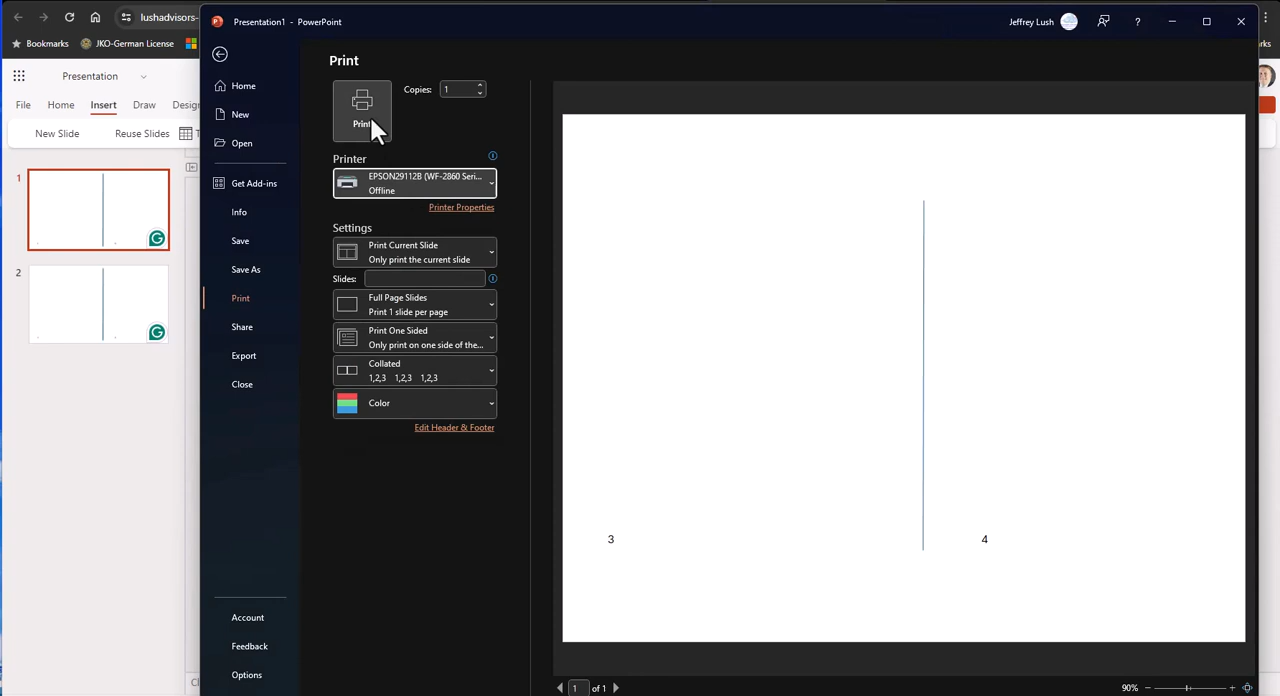 lushadvisors-
Presentation1 - PowerPoint
Jeffrey Lush
?
Bookmarks
JKO-German License
Presentation
File
Home
Insert
Draw
New Slide
Reuse Slides
1
2
Home
New
Open
Get Add-ins
Info
Save
Save As
Print
Share
Export
Close
Account
Feedback
Options
Print
Print
Copies:
1
Printer
EPSON29112B (WF-2860 Seri...
Offline
Printer Properties
Settings
Print Current Slide
Only print the current slide
Slides:
Full Page Slides
Print 1 slide per page
Print One Sided
Only print on one side of the...
Collated
1,2,3 1,2,3 1,2,3
Color
Edit Header & Footer
3
4
1 of 1
90%